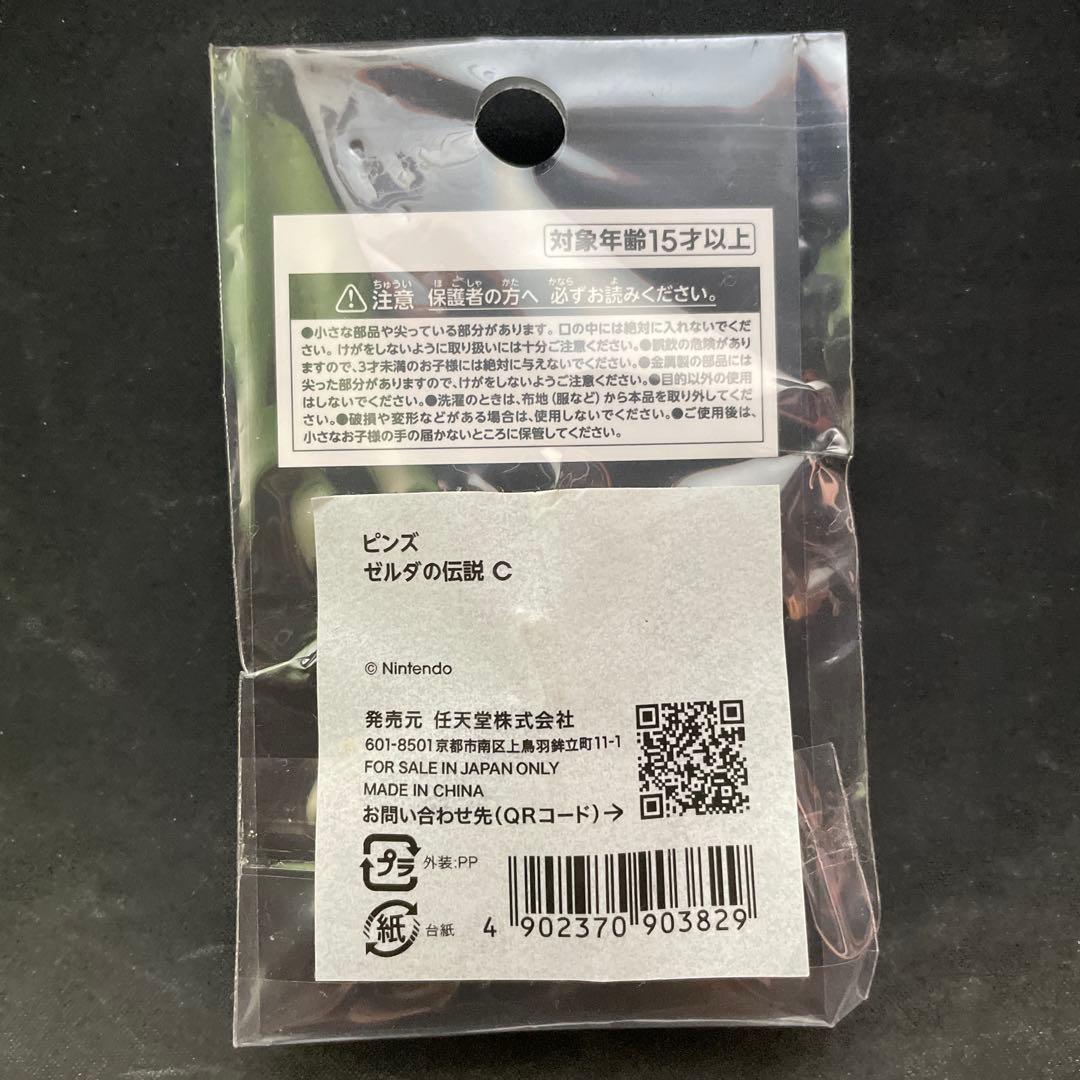 対象年齢15才以上
ちゅうい ほごしゃ かた かなら よ
注意 保護者の方へ 必ずお読みください。
●小さな部品や尖っている部分があります。口の中には絶対に入れないでくだ
さい。けがをしないように取り扱いには十分ご注意ください。●誤飲の危険があり
ますので、3才未満のお子様には絶対に与えないでください。●金属製の部品には
尖った部分がありますので、けがをしないようご注意ください。●目的以外の使用
はしないでください。●洗濯のときは、布地（服など）から本品を取り外してくだ
さい。●破損や変形などがある場合は、使用しないでください。●ご使用後は、
小さなお子様の手の届かないところに保管してください。
ピンズ
ゼルダの伝説 C
© Nintendo
発売元 任天堂株式会社
601-8501 京都市南区上鳥羽鉾立町11-1
FOR SALE IN JAPAN ONLY
MADE IN CHINA
お問い合わせ先（QRコード）→
プラ 外装:PP
紙 台紙
4 902370 903829